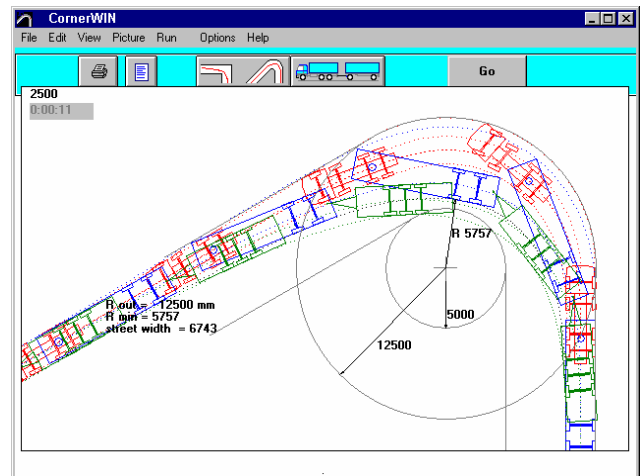 CornerWIN
File Edit View Picture Run Options Help
Go
2500
0:00:11
R 5757
R out = 12500 mm
R min = 5757
street width = 6743
5000
12500